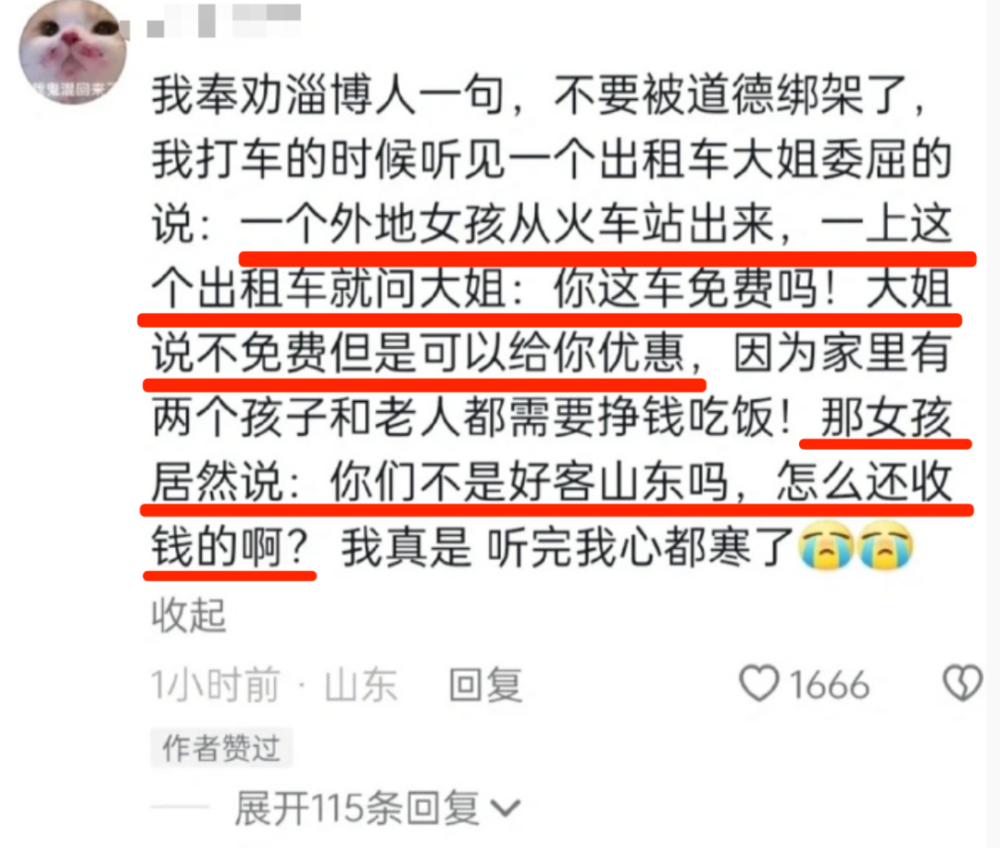 我奉劝淄博人一句，不要被道德绑架了，
我打车的时候听见一个出租车大姐委屈的
说：一个外地女孩从火车站出来，一上这
个出租车就问大姐：你这车免费吗！大姐
说不免费但是可以给你优惠，因为家里有
两个孩子和老人都需要挣钱吃饭！那女孩
居然说：你们不是好客山东吗，怎么还收
钱的啊？我真是 听完我心都寒了😭😭
收起
1小时前 · 山东 回复 1666
作者赞过
展开115条回复